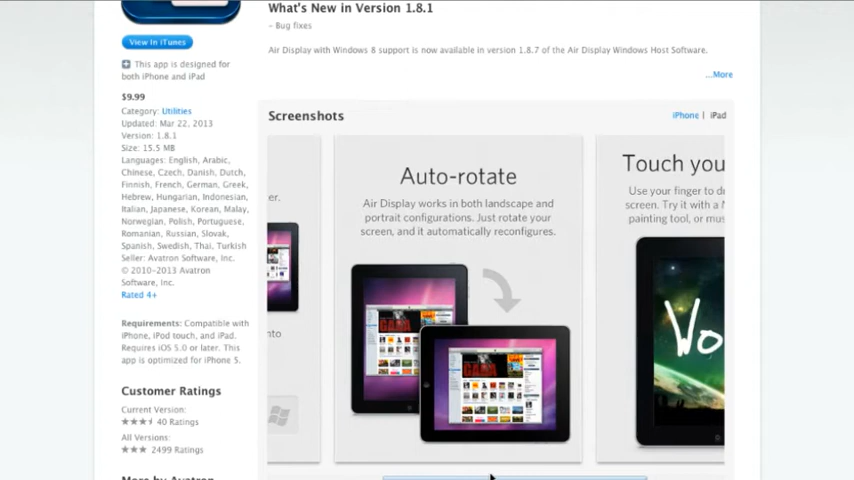 What's New in Version 1.8.1
- Bug fixes
Air Display with Windows 8 support is now available in version 1.8.7 of the Air Display Windows Host Software.
...More
View In iTunes
This app is designed for
both iPhone and iPad
$9.99
Category: Utilities
Updated: Mar 22, 2013
Version: 1.8.1
Size: 15.5 MB
Languages: English, Arabic,
Chinese, Czech, Danish, Dutch,
Finnish, French, German, Greek,
Hebrew, Hungarian, Indonesian,
Italian, Japanese, Korean, Malay,
Norwegian, Polish, Portuguese,
Romanian, Russian, Slovak,
Spanish, Swedish, Thai, Turkish
Seller: Avatron Software, Inc.
© 2010-2013 Avatron
Software, Inc.
Rated 4+
Requirements: Compatible with
iPhone, iPod touch, and iPad.
Requires iOS 5.0 or later. This
app is optimized for iPhone 5.
Customer Ratings
Current Version:
40 Ratings
All Versions:
2499 Ratings
More by Avatron
Screenshots
iPhone | iPad
Auto-rotate
Air Display works in both landscape and
portrait configurations. Just rotate your
screen, and it automatically reconfigures.
Touch you
Use your finger to dr
screen. Try it with a
painting tool, or mus
Wo